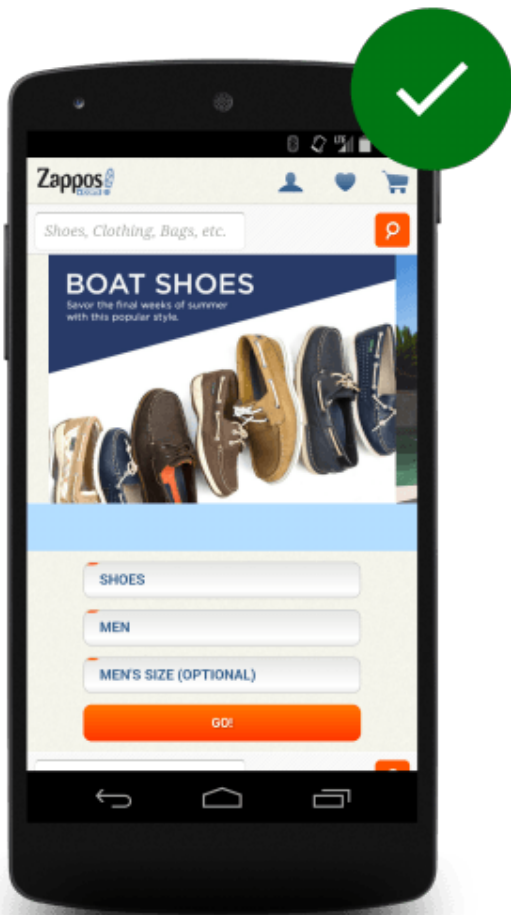 LTE
Zappos
Shoes, Clothing, Bags, etc.
BOAT SHOES
Savor the final weeks of summer
with this popular style.
SHOES
MEN
MEN'S SIZE (OPTIONAL)
GO!